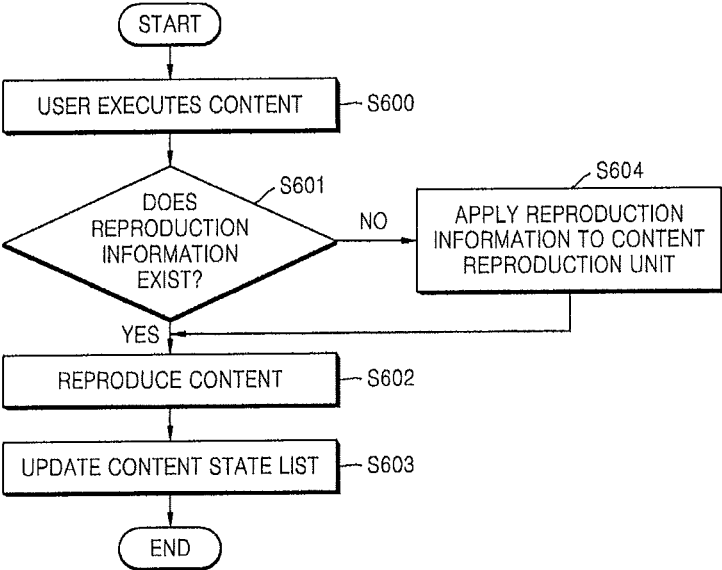 START
USER EXECUTES CONTENT
S600
DOES
REPRODUCTION
INFORMATION
EXIST?
S601
NO
S604
APPLY REPRODUCTION
INFORMATION TO CONTENT
REPRODUCTION UNIT
YES
REPRODUCE CONTENT
S602
UPDATE CONTENT STATE LIST
S603
END